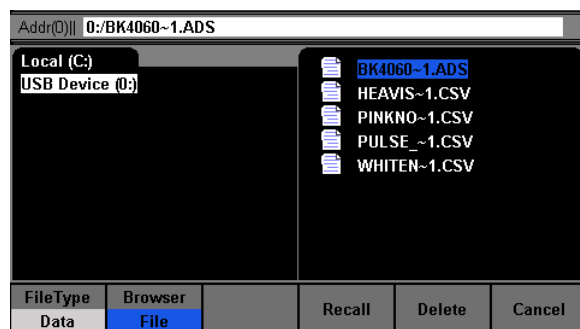 Addr(0)|| 0:/BK4060~1.ADS
Local (C:)
USB Device (0:)
BK4060~1.ADS
HEAVIS~1.CSV
PINKNO~1.CSV
PULSE_~1.CSV
WHITEN~1.CSV
FileType Browser
Data File Recall Delete Cancel